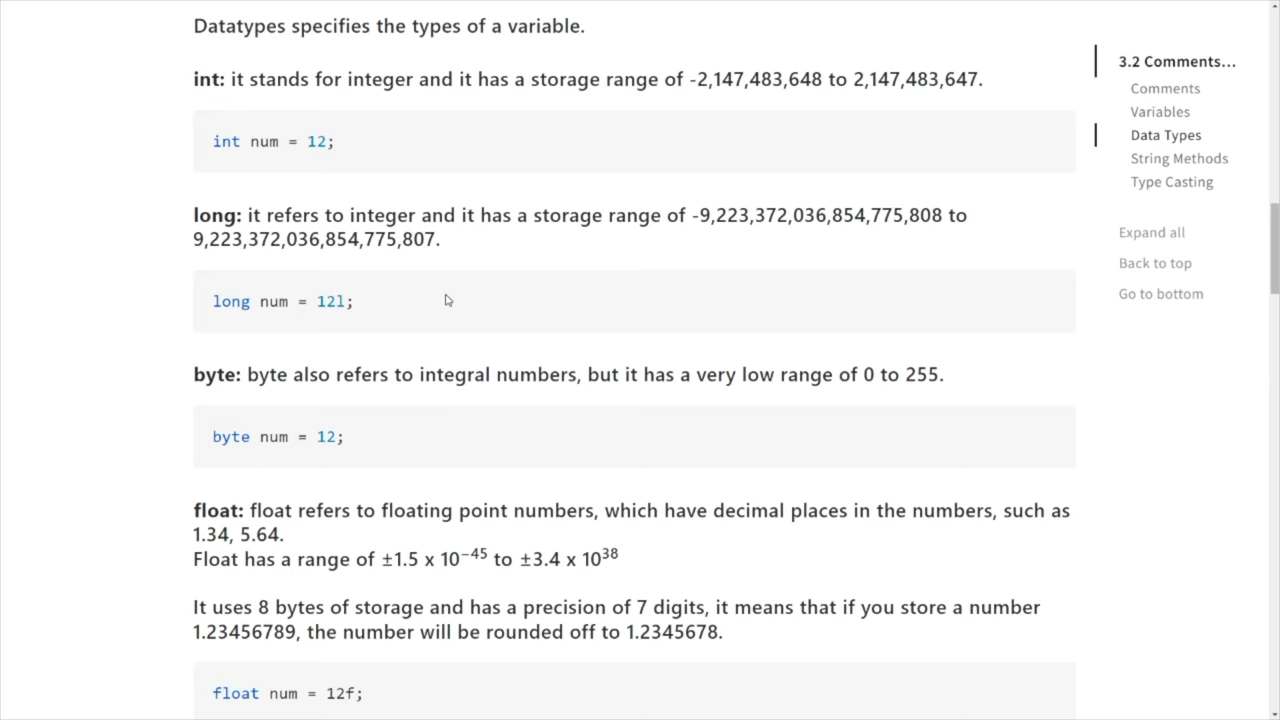 Datatypes specifies the types of a variable.
int: it stands for integer and it has a storage range of -2,147,483,648 to 2,147,483,647.
int num = 12;
long: it refers to integer and it has a storage range of -9,223,372,036,854,775,808 to
9,223,372,036,854,775,807.
long num = 12l;
byte: byte also refers to integral numbers, but it has a very low range of 0 to 255.
byte num = 12;
float: float refers to floating point numbers, which have decimal places in the numbers, such as
1.34, 5.64.
Float has a range of ±1.5 x 10⁻⁴⁵ to ±3.4 x 10³⁸
It uses 8 bytes of storage and has a precision of 7 digits, it means that if you store a number
1.23456789, the number will be rounded off to 1.2345678.
float num = 12f;
3.2 Comments...
Comments
Variables
Data Types
String Methods
Type Casting
Expand all
Back to top
Go to bottom